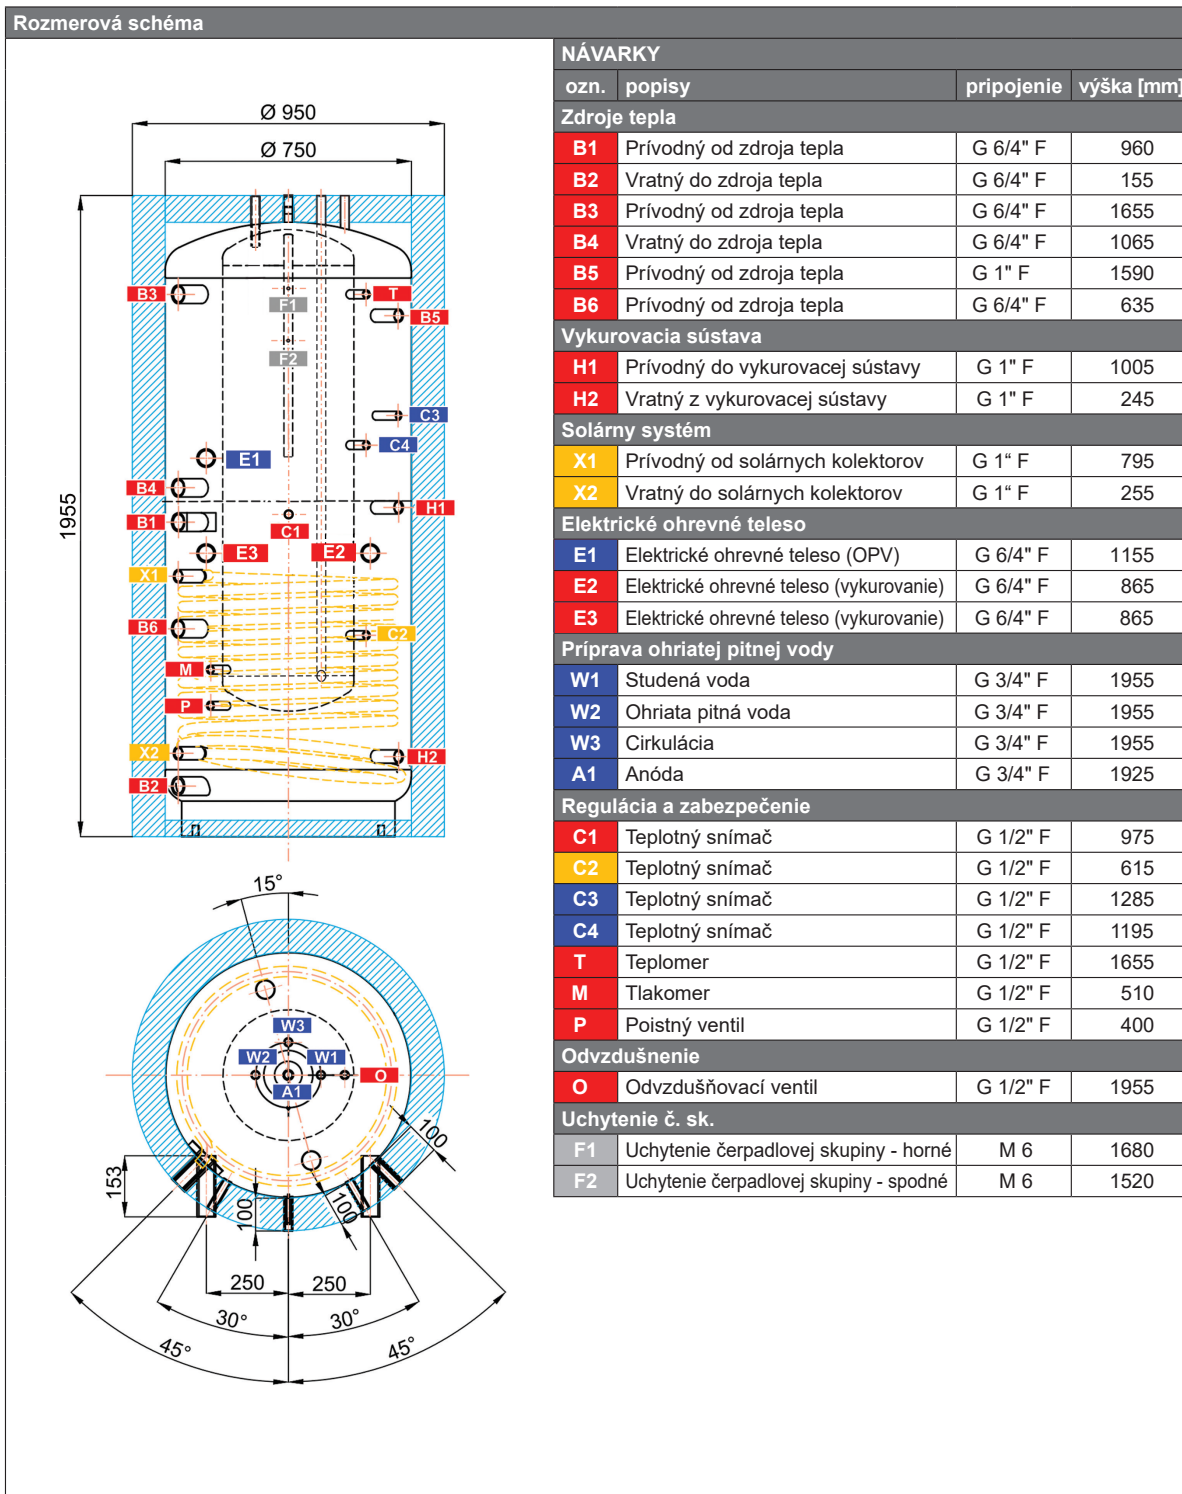 Rozmerová schéma
NÁVARKY
ozn. popisy pripojenie výška [mm]
Zdroje tepla
B1 Prívodný od zdroja tepla G 6/4" F 960
B2 Vratný do zdroja tepla G 6/4" F 155
B3 Prívodný od zdroja tepla G 6/4" F 1655
B4 Vratný do zdroja tepla G 6/4" F 1065
B5 Prívodný od zdroja tepla G 1" F 1590
B6 Prívodný od zdroja tepla G 6/4" F 635
Vykurovacia sústava
H1 Prívodný do vykurovacej sústavy G 1" F 1005
H2 Vratný z vykurovacej sústavy G 1" F 245
Solárny systém
X1 Prívodný od solárnych kolektorov G 1“ F 795
X2 Vratný do solárnych kolektorov G 1“ F 255
Elektrické ohrevné teleso
E1 Elektrické ohrevné teleso (OPV) G 6/4" F 1155
E2 Elektrické ohrevné teleso (vykurovanie) G 6/4" F 865
E3 Elektrické ohrevné teleso (vykurovanie) G 6/4" F 865
Príprava ohriatej pitnej vody
W1 Studená voda G 3/4" F 1955
W2 Ohriata pitná voda G 3/4" F 1955
W3 Cirkulácia G 3/4" F 1955
A1 Anóda G 3/4" F 1925
Regulácia a zabezpečenie
C1 Teplotný snímač G 1/2" F 975
C2 Teplotný snímač G 1/2" F 615
C3 Teplotný snímač G 1/2" F 1285
C4 Teplotný snímač G 1/2" F 1195
T Teplomer G 1/2" F 1655
M Tlakomer G 1/2" F 510
P Poistný ventil G 1/2" F 400
Odvzdušnenie
O Odvzdušňovací ventil G 1/2" F 1955
Uchytenie č. sk.
F1 Uchytenie čerpadlovej skupiny - horné M 6 1680
F2 Uchytenie čerpadlovej skupiny - spodné M 6 1520
Ø 950
Ø 750
1955
B3
F1
T
B5
F2
C3
C4
E1
B4
H1
B1
C1
E3
E2
X1
B6
C2
M
P
X2
H2
B2
15°
W3
W2
W1
O
A1
100
153
100
100
250
250
30°
30°
45°
45°